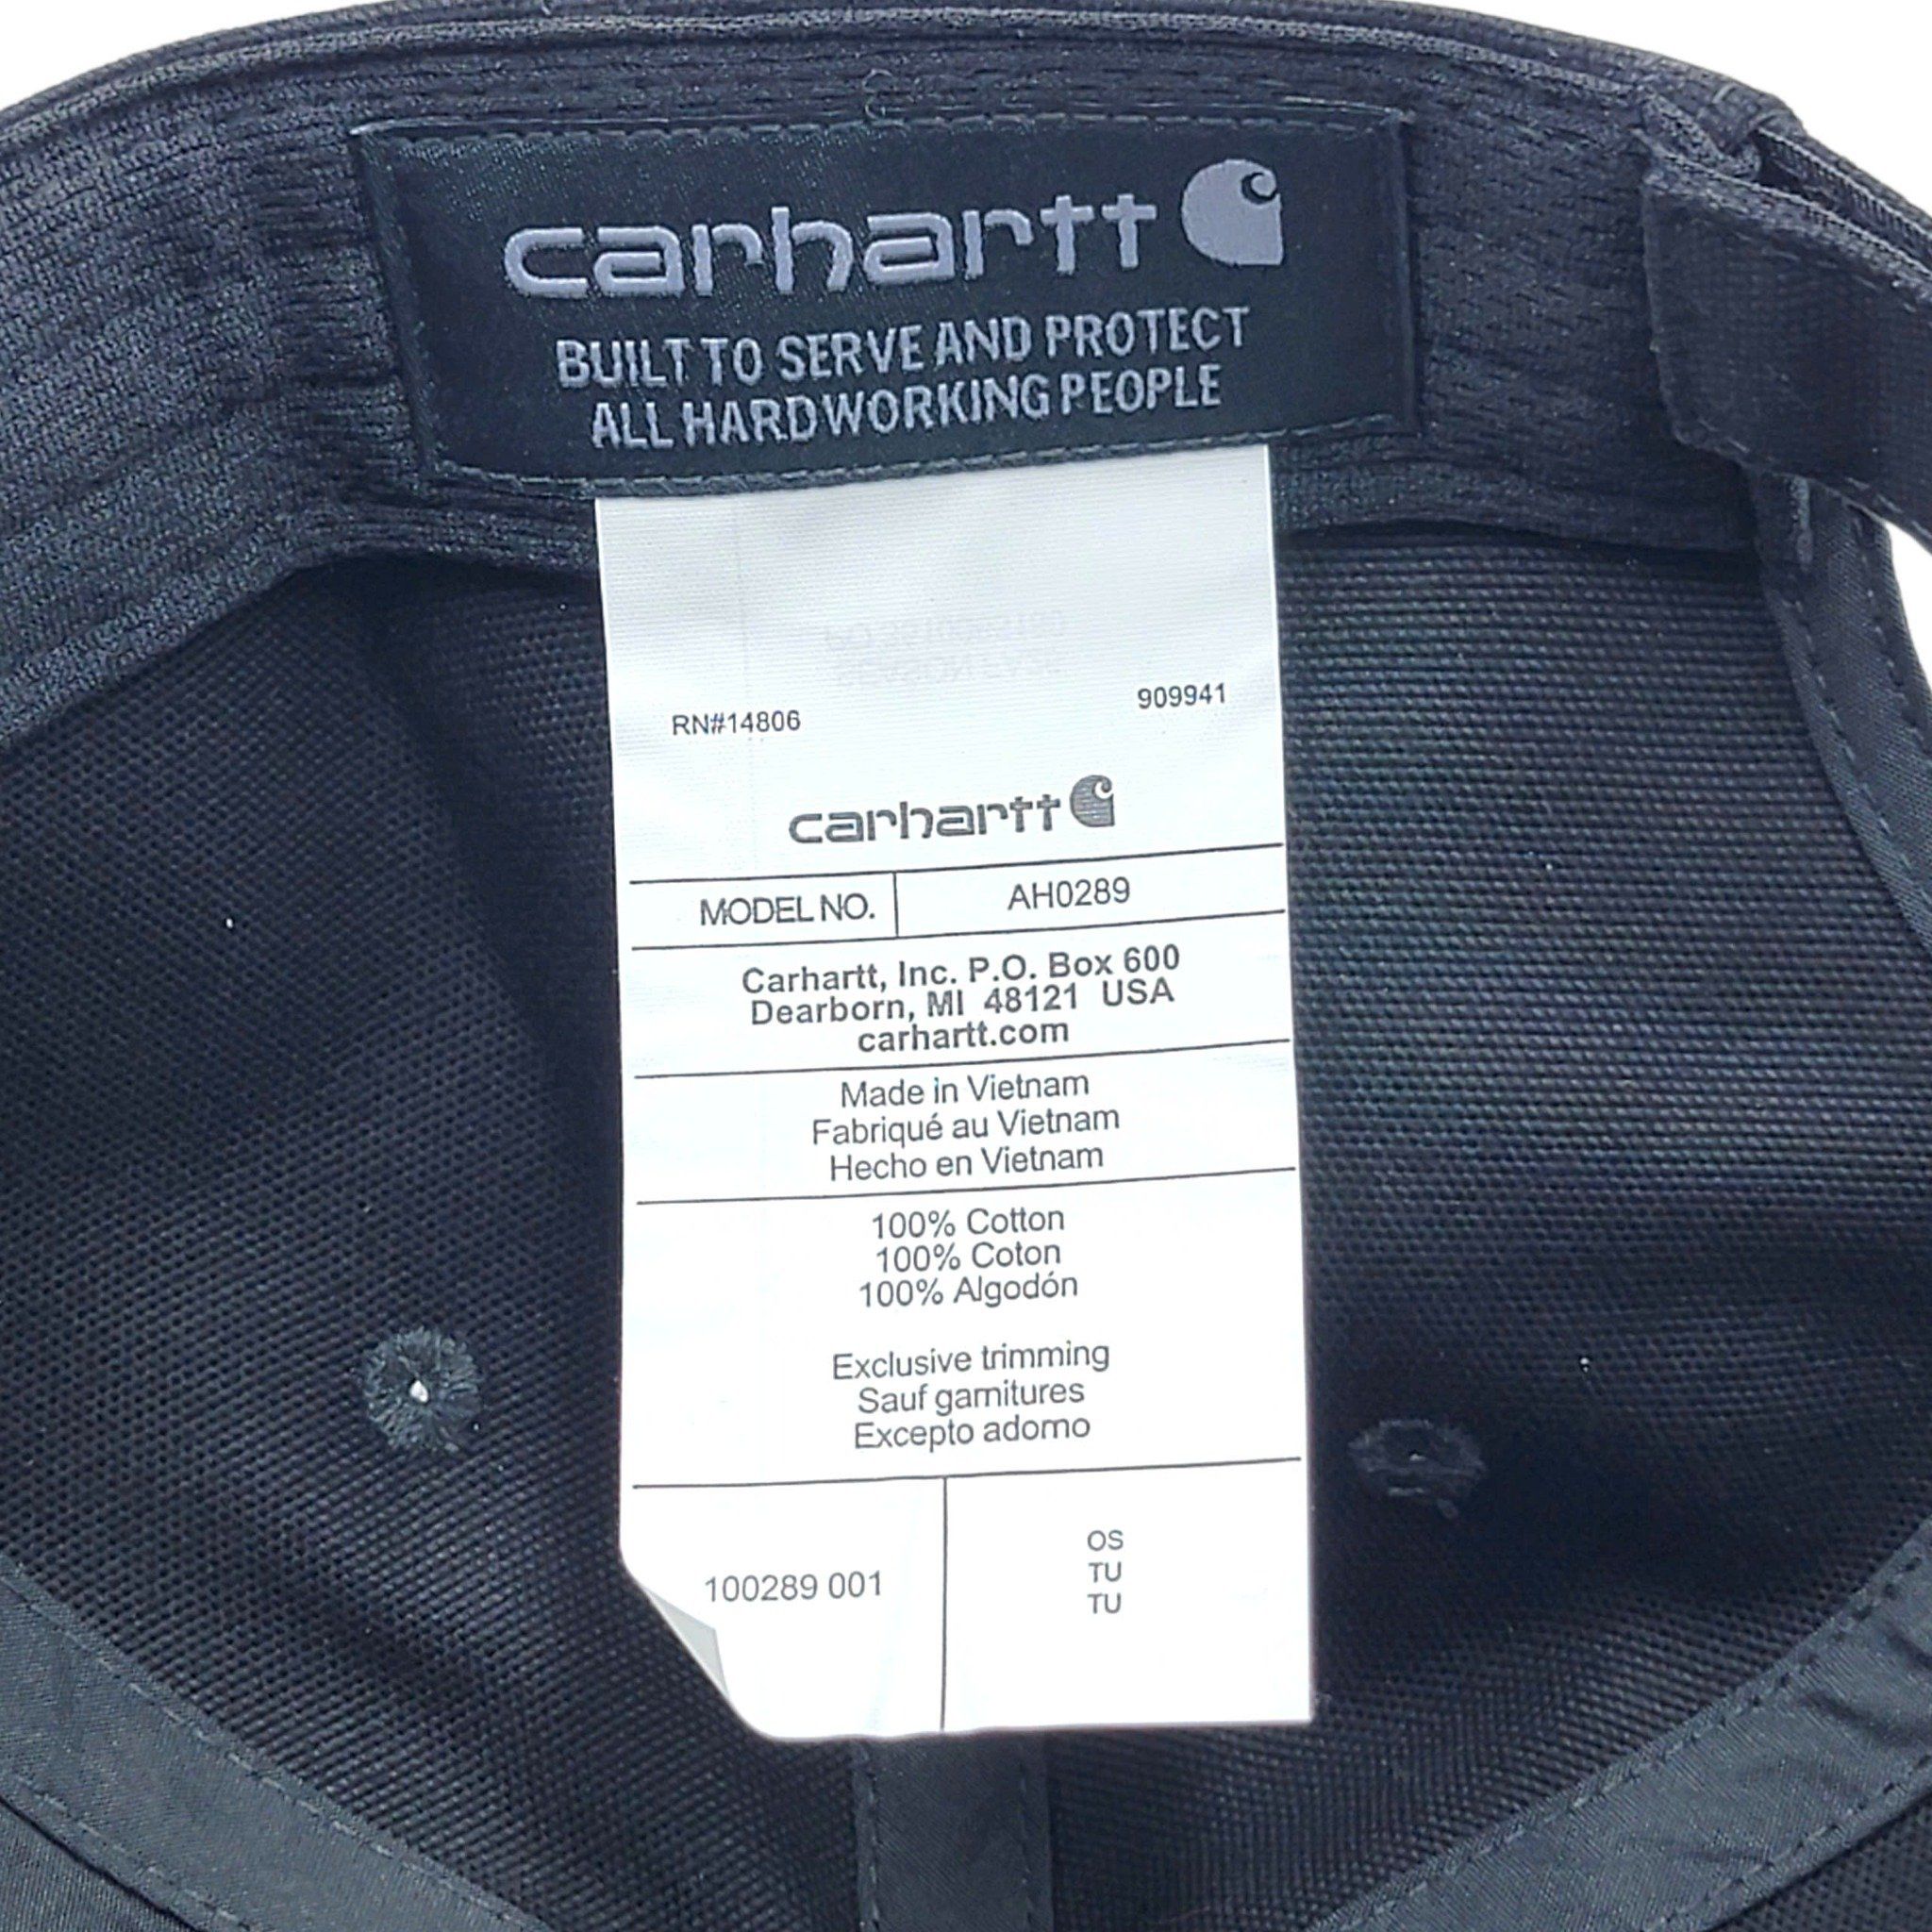 carhartt
BUILT TO SERVE AND PROTECT
ALL HARDWORKING PEOPLE
RN#14806 909941
carhartt
MODEL NO. AH0289
Carhartt, Inc. P.O. Box 600
Dearborn, MI 48121 USA
carhartt.com
Made in Vietnam
Fabriqué au Vietnam
Hecho en Vietnam
100% Cotton
100% Coton
100% Algodón
Exclusive trimming
Sauf garnitures
Excepto adorno
100289 001
OS
TU
TU